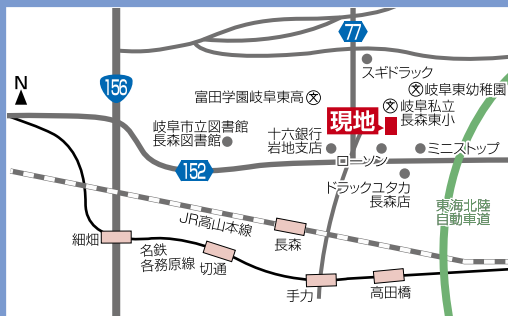 77
スギドラック
N
156
岐阜東幼稚園
富田学園岐阜東高
岐阜私立
長森東小
現地
岐阜市立図書館
長森図書館
十六銀行
岩地支店
ミニストップ
ローソン
152
ドラックユタカ
長森店
東海北陸
自動車道
JR高山本線
細畑
長森
名鉄
各務原線
切通
手力
高田橋